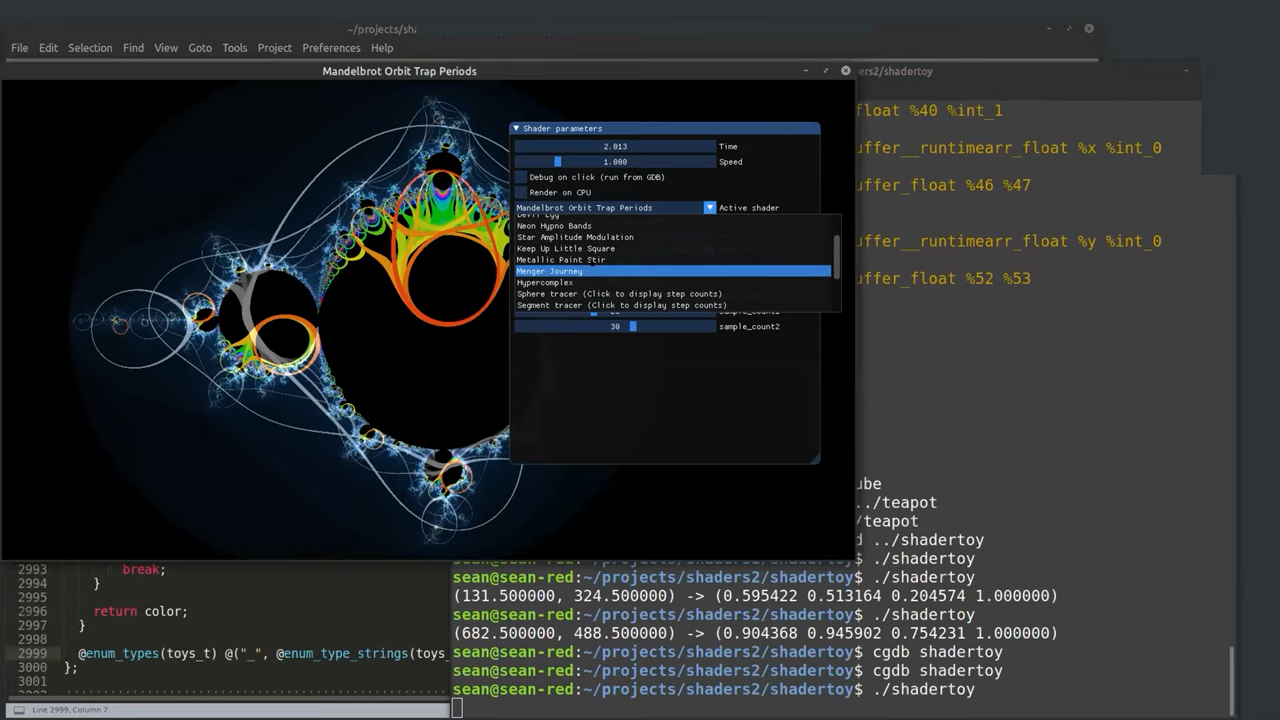 ~/projects/sha
File Edit Selection Find View Goto Tools Project Preferences Help
Mandelbrot Orbit Trap Periods
ers2/shadertoy
Shader parameters
2.013 Time
1.000 Speed
Debug on click (run from GDB)
Render on CPU
Mandelbrot Orbit Trap Periods Active shader
Devil Egg
Neon Hypno Bands
Star Amplitude Modulation
Keep Up Little Square
Metallic Paint Stir
Menger Journey
Hypercomplex
Sphere tracer (Click to display step counts)
Segment tracer (Click to display step counts)
sample_count1
30 sample_count2
float %40 %int_1
uffer__runtimearr_float %x %int_0
uffer_float %46 %47
uffer__runtimearr_float %y %int_0
uffer_float %52 %53
ube
../teapot
/teapot
d ../shadertoy
$ ./shadertoy
sean@sean-red:~/projects/shaders2/shadertoy$ ./shadertoy
(131.500000, 324.500000) -> (0.595422 0.513164 0.204574 1.000000)
sean@sean-red:~/projects/shaders2/shadertoy$ ./shadertoy
(682.500000, 488.500000) -> (0.904368 0.945902 0.754231 1.000000)
sean@sean-red:~/projects/shaders2/shadertoy$ cgdb shadertoy
sean@sean-red:~/projects/shaders2/shadertoy$ cgdb shadertoy
sean@sean-red:~/projects/shaders2/shadertoy$ ./shadertoy
2993 break;
2994 }
2995
2996 return color;
2997 }
2998
2999 @enum_types(toys_t) @("_", @enum_type_strings(toys_
3000 };
3001
Line 2999, Column 7